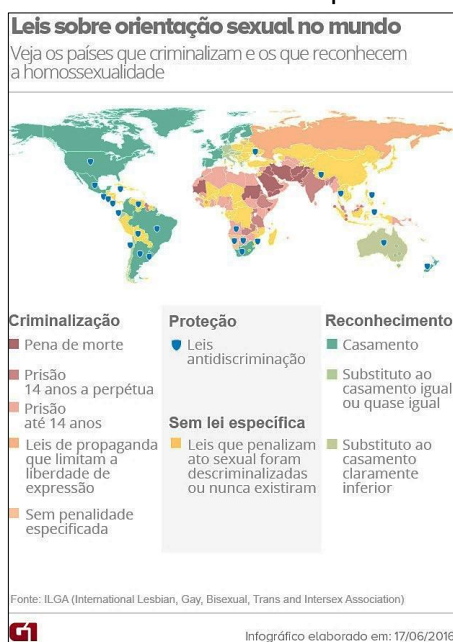 Leis sobre orientação sexual no mundo
Veja os países que criminalizam e os que reconhecem
a homossexualidade
Criminalização
Pena de morte
Prisão
14 anos a perpétua
Prisão
até 14 anos
Leis de propaganda
que limitam a
liberdade de
expressão
Sem penalidade
especificada
Proteção
Leis
antidiscriminação
Sem lei específica
Leis que penalizam
ato sexual foram
descriminalizadas
ou nunca existiram
Reconhecimento
Casamento
Substituto ao
casamento igual
ou quase igual
Substituto ao
casamento
claramente
inferior
Fonte: ILGA (International Lesbian, Gay, Bisexual, Trans and Intersex Association)
G1
Infográfico elaborado em: 17/06/2016